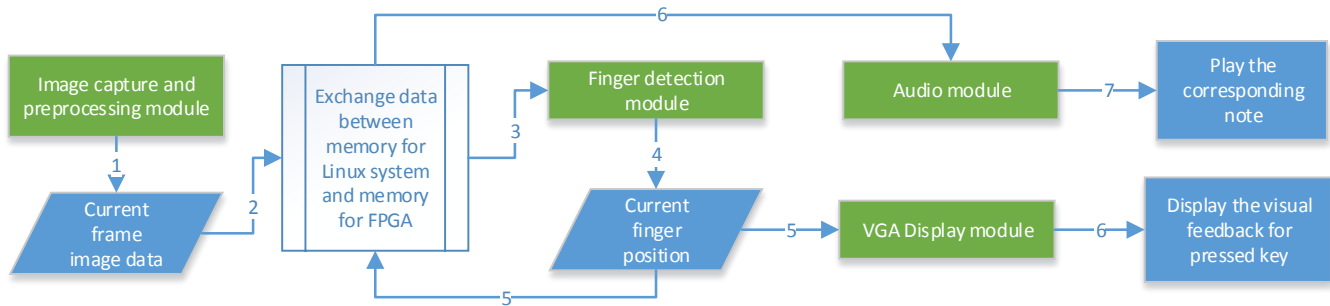 6
Image capture and
preprocessing module
1
Current
frame
image data
2
Exchange data
between
memory for
Linux system
and memory
for FPGA
3
Finger detection
module
4
Current
finger
position
5
5
Audio module
7
Play the
corresponding
note
VGA Display module
6
Display the visual
feedback for
pressed key